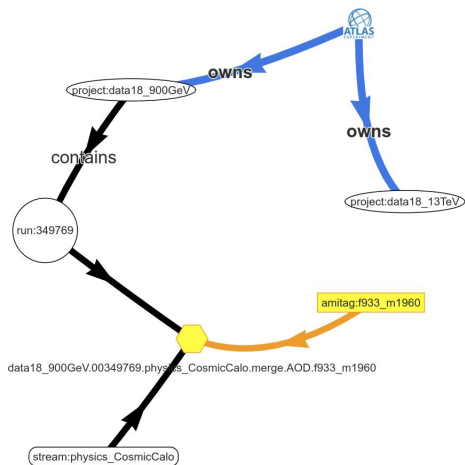 ATLAS
EXPERIMENT
owns
project:data18_900GeV
owns
contains
project:data18_13TeV
run:349769
amitag:f933_m1960
data18_900GeV.00349769.physics_CosmicCalo.merge.AOD.f933_m1960
stream:physics_CosmicCalo